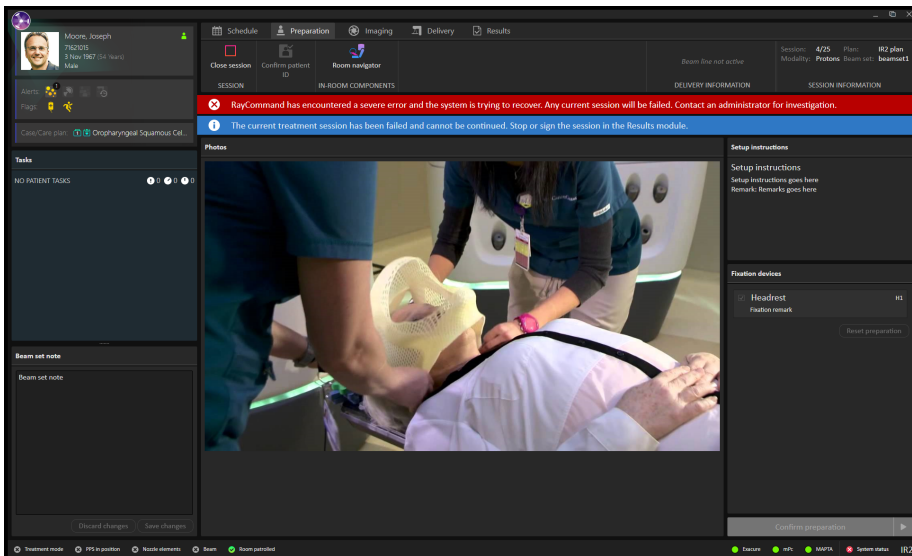 Moore, Joseph
71621015
3 Nov 1967 (54 Years)
Male
Alerts:
Flags:
Case/Care plan: Oropharyngeal Squamous Cel...
Tasks
NO PATIENT TASKS 0 0 0
Beam set note
Beam set note
Discard changes Save changes
Schedule Preparation Imaging Delivery Results
Close session Confirm patient ID Room navigator
SESSION IN-ROOM COMPONENTS
Beam line not active
DELIVERY INFORMATION
Session: 4/25 Plan: IR2 plan
Modality: Protons Beam set: beamset1
SESSION INFORMATION
RayCommand has encountered a severe error and the system is trying to recover. Any current session will be failed. Contact an administrator for investigation.
The current treatment session has been failed and cannot be continued. Stop or sign the session in the Results module.
Photos
Setup instructions
Setup instructions
Setup instructions goes here
Remark: Remarks goes here
Fixation devices
Headrest H1
Fixation remark
Reset preparation
Confirm preparation
Treatment mode PPS in position Nozzle elements Beam Room patrolled Exacure mPc MAPTA System status IR2